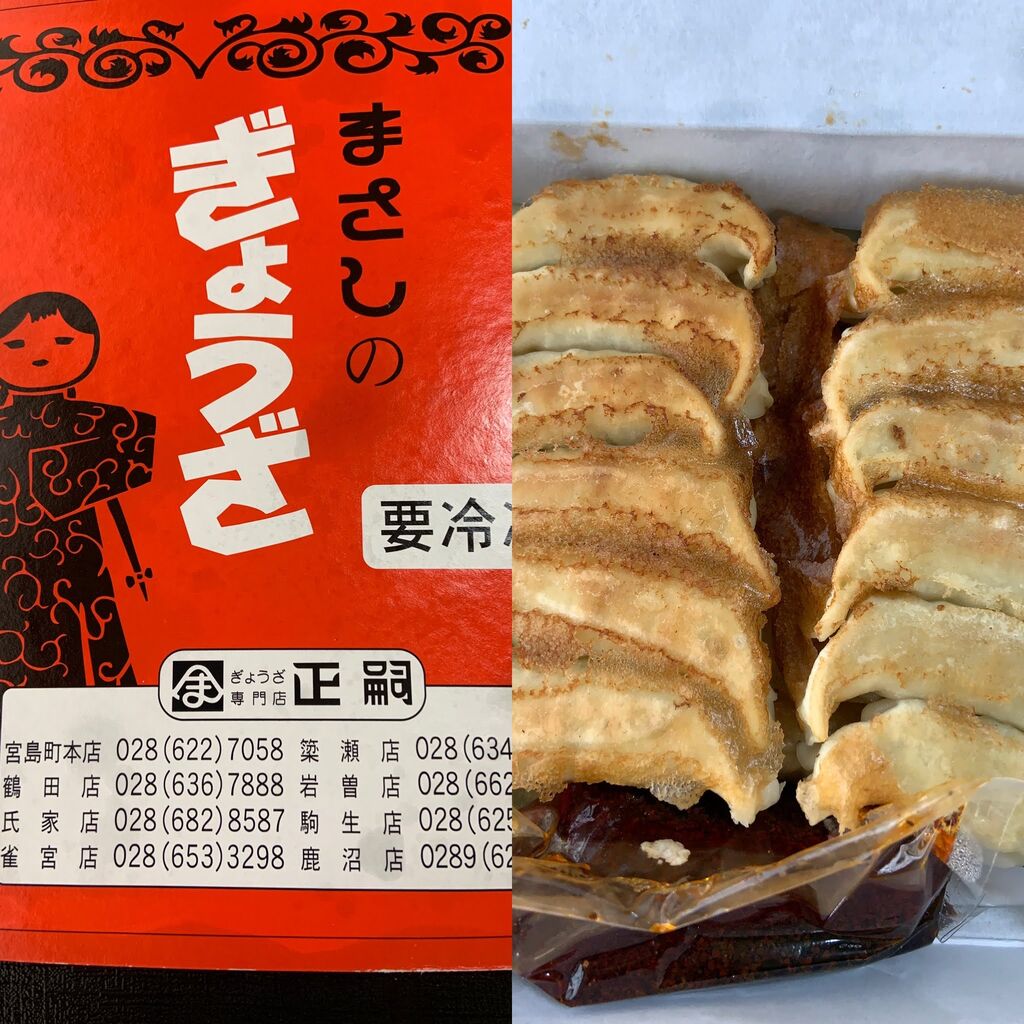 まさしの
ぎょうざ
要冷
ま ぎょうざ専門店 正嗣
宮島町本店 028(622)7058 簗瀬店 028(634
鶴田店 028(636)7888 岩曽店 028(662
氏家店 028(682)8587 駒生店 028(625
雀宮店 028(653)3298 鹿沼店 0289(62